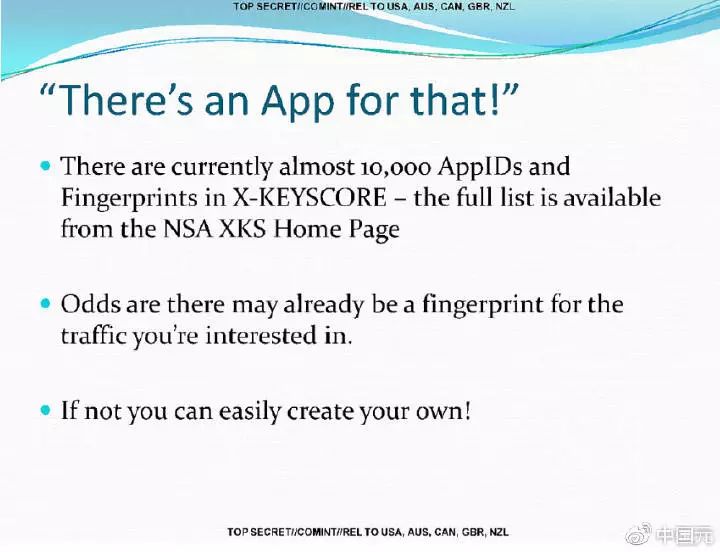 TOP SECRET//COMINT//REL TO USA, AUS, CAN, GBR, NZL
“There’s an App for that!”
• There are currently almost 10,000 AppIDs and
Fingerprints in X-KEYSCORE – the full list is available
from the NSA XKS Home Page
• Odds are there may already be a fingerprint for the
traffic you’re interested in.
• If not you can easily create your own!
TOP SECRET//COMINT//REL TO USA, AUS, CAN, GBR, NZL
中国元